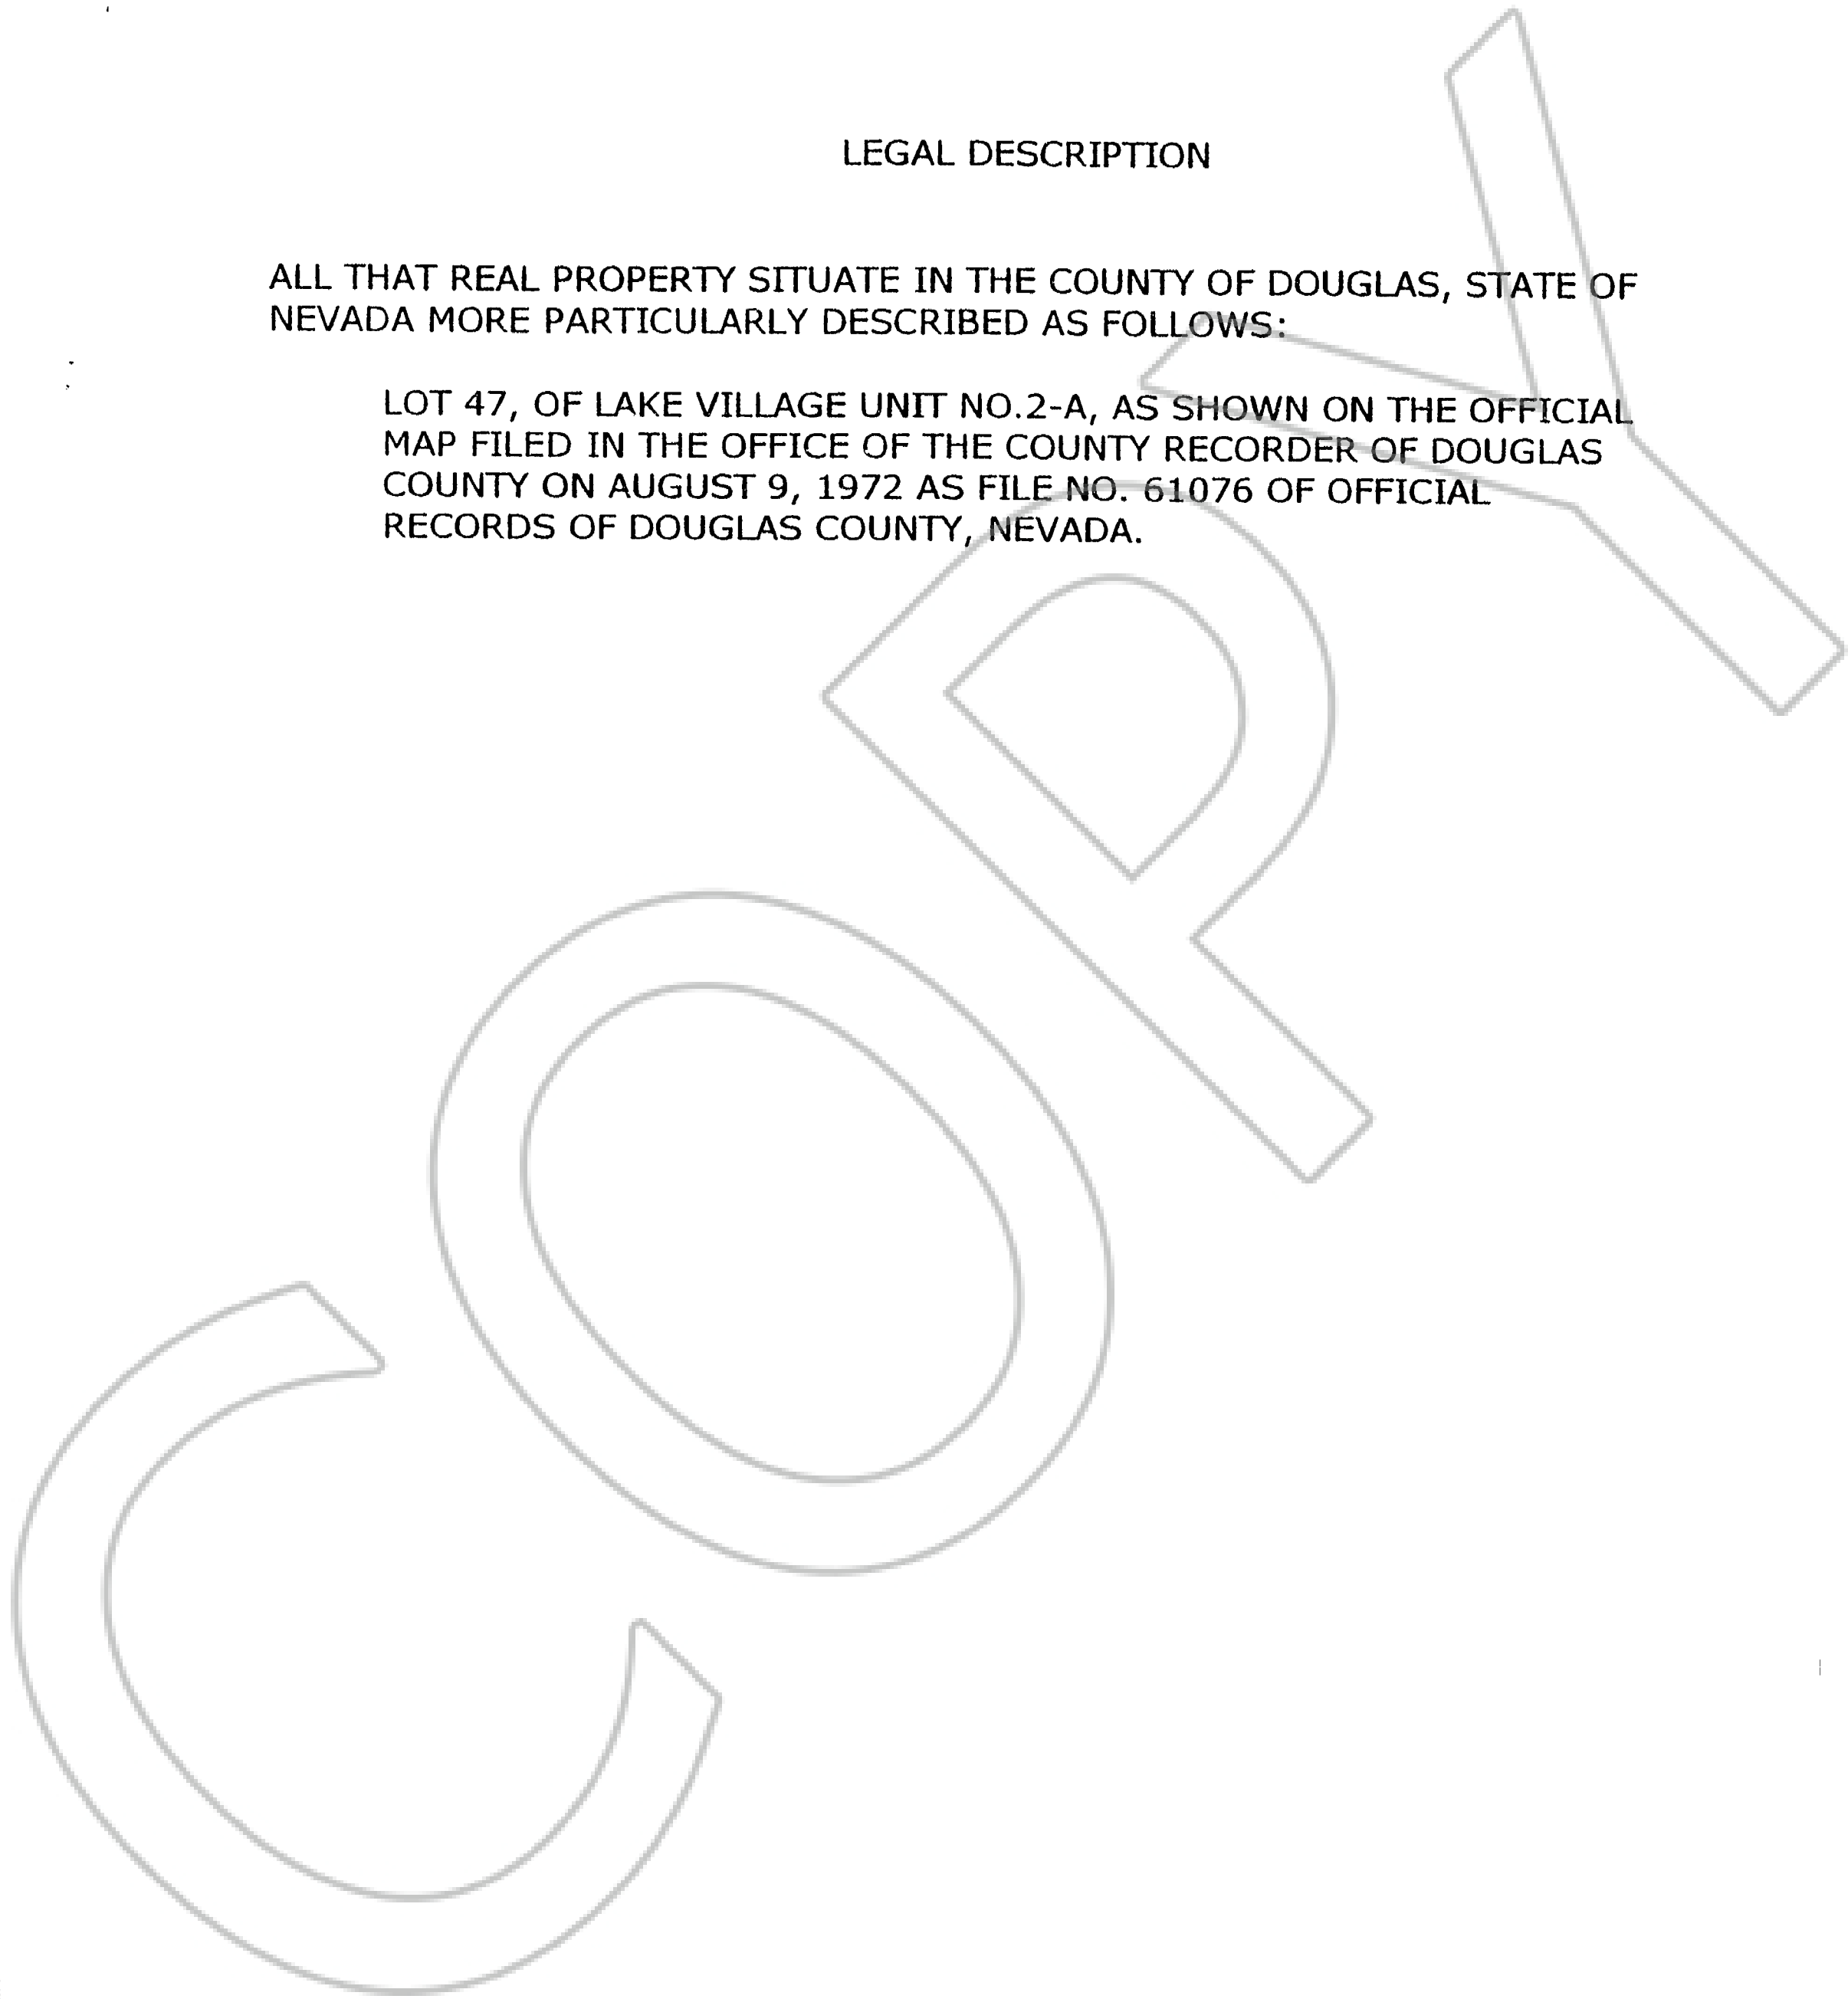 LEGAL DESCRIPTION
ALL THAT REAL PROPERTY SITUATE IN THE COUNTY OF DOUGLAS, STATE OF
NEVADA MORE PARTICULARLY DESCRIBED AS FOLLOWS:
LOT 47, OF LAKE VILLAGE UNIT NO.2-A, AS SHOWN ON THE OFFICIAL
MAP FILED IN THE OFFICE OF THE COUNTY RECORDER OF DOUGLAS
COUNTY ON AUGUST 9, 1972 AS FILE NO. 61076 OF OFFICIAL
RECORDS OF DOUGLAS COUNTY, NEVADA.
COPY